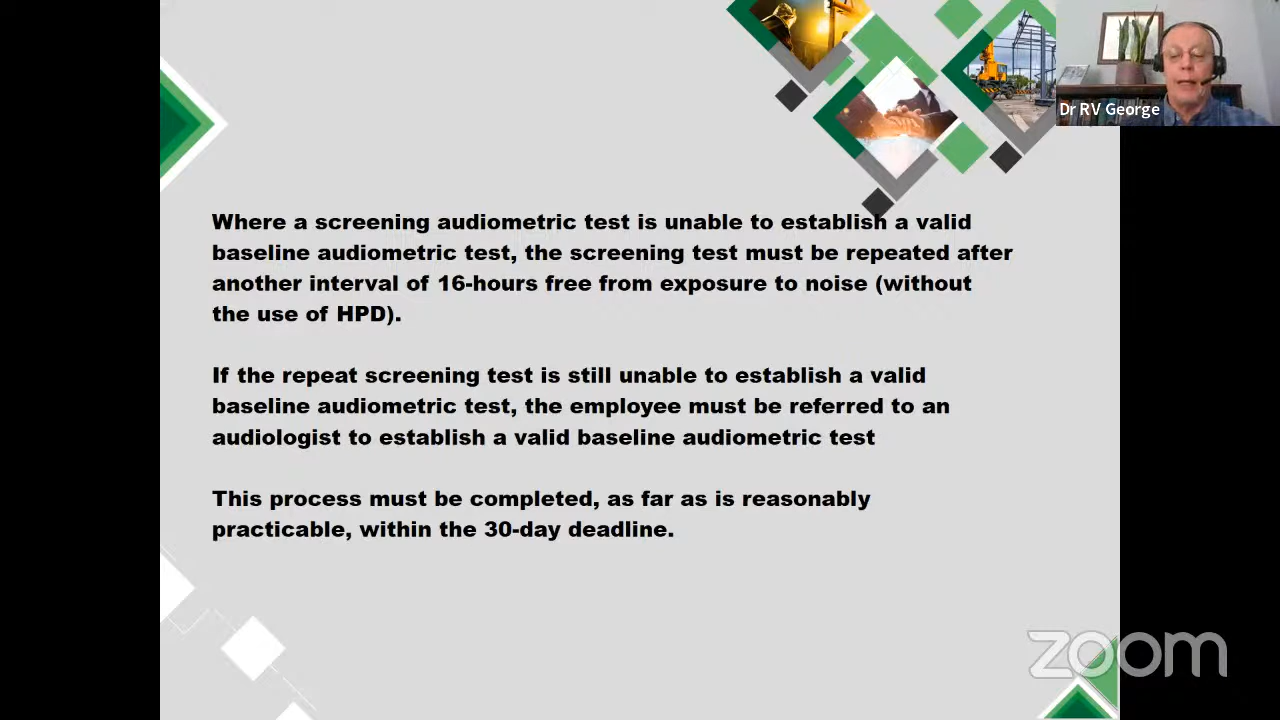 Dr RV George
Where a screening audiometric test is unable to establish a valid
baseline audiometric test, the screening test must be repeated after
another interval of 16-hours free from exposure to noise (without
the use of HPD).
If the repeat screening test is still unable to establish a valid
baseline audiometric test, the employee must be referred to an
audiologist to establish a valid baseline audiometric test
This process must be completed, as far as is reasonably
practicable, within the 30-day deadline.
zoom